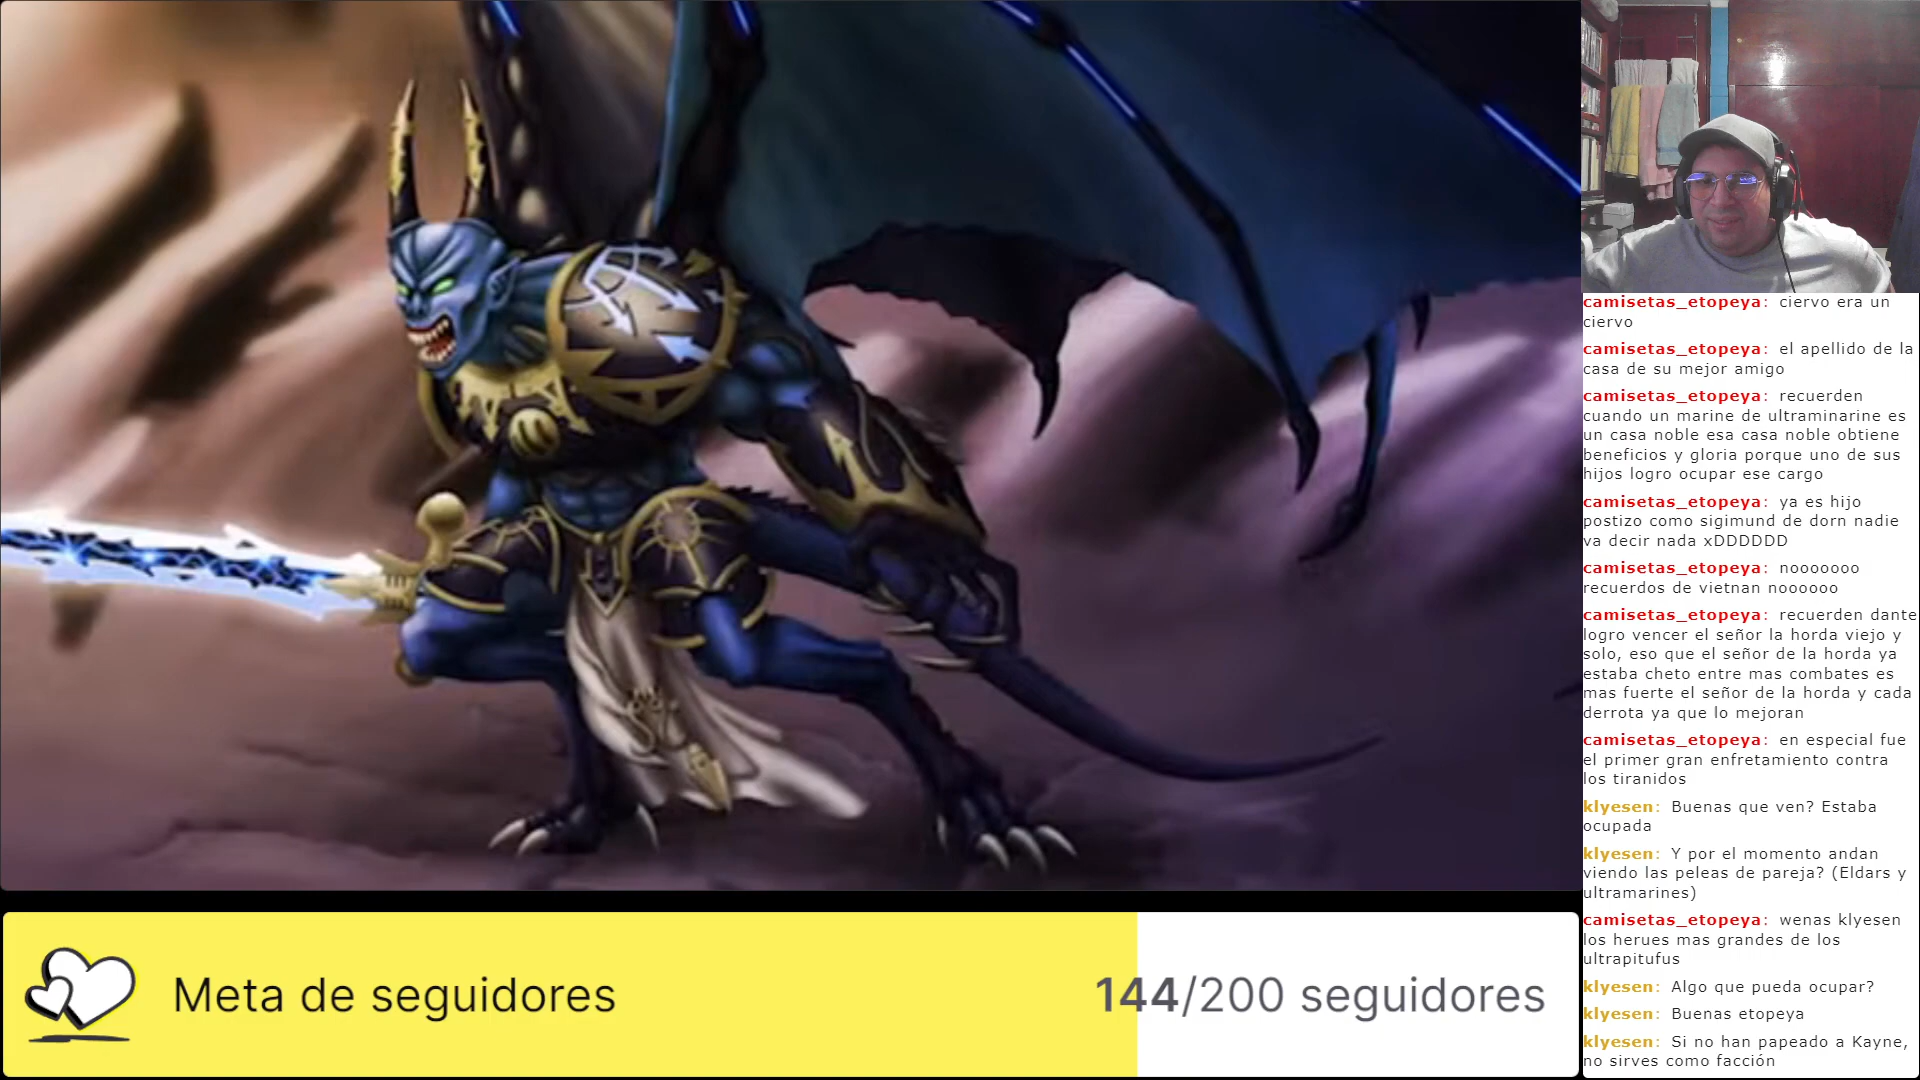 camisetas_etopeya: ciervo era un
ciervo
camisetas_etopeya: el apellido de la
casa de su mejor amigo
camisetas_etopeya: recuerden
cuando un marine de ultraminarine es
un casa noble esa casa noble obtiene
beneficios y gloria porque uno de sus
hijos logro ocupar ese cargo
camisetas_etopeya: ya es hijo
postizo como sigimund de dorn nadie
va decir nada xDDDDDD
camisetas_etopeya: nooooooo
recuerdos de vietnan noooooo
camisetas_etopeya: recuerden dante
logro vencer el señor la horda viejo y
solo, eso que el señor de la horda ya
estaba cheto entre mas combates es
mas fuerte el señor de la horda y cada
derrota ya que lo mejoran
camisetas_etopeya: en especial fue
el primer gran enfretamiento contra
los tiranidos
klyesen: Buenas que ven? Estaba
ocupada
klyesen: Y por el momento andan
viendo las peleas de pareja? (Eldars y
ultramarines)
camisetas_etopeya: wenas klyesen
los herues mas grandes de los
ultrapitufus
klyesen: Algo que pueda ocupar?
klyesen: Buenas etopeya
klyesen: Si no han papeado a Kayne,
no sirves como facción
Meta de seguidores
144/200 seguidores